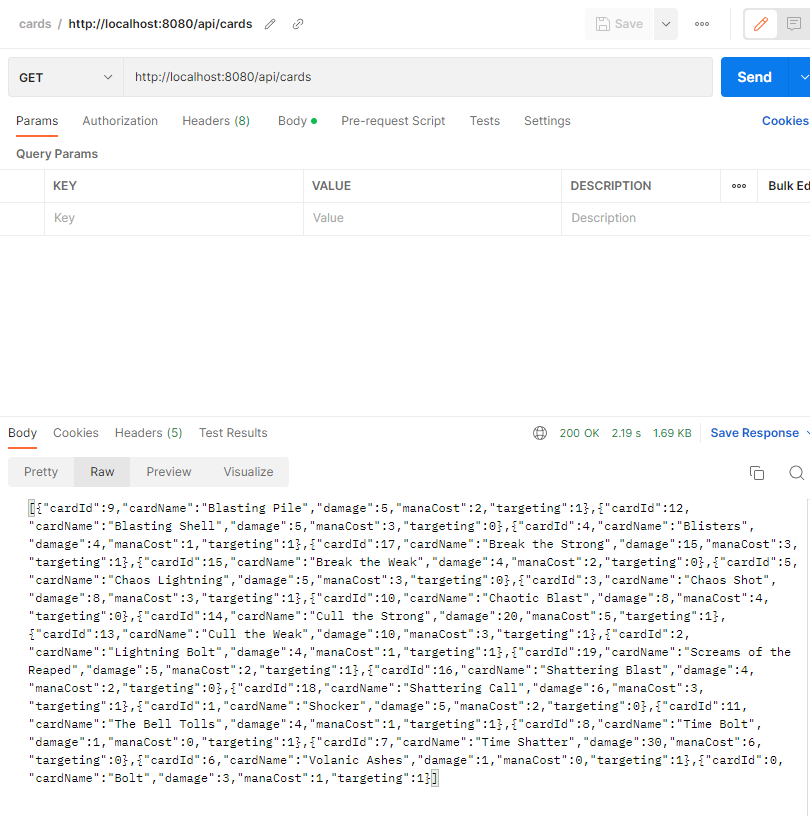 cards / http://localhost:8080/api/cards
Save
GET
http://localhost:8080/api/cards
Send
Params Authorization Headers (8) Body Pre-request Script Tests Settings Cookies
Query Params
KEY VALUE DESCRIPTION Bulk Ed
Key Value Description
Body Cookies Headers (5) Test Results 200 OK 2.19 s 1.69 KB Save Response
Pretty Raw Preview Visualize
[{"cardId":9,"cardName":"Blasting Pile","damage":5,"manaCost":2,"targeting":1},{"cardId":12,
"cardName":"Blasting Shell","damage":5,"manaCost":3,"targeting":0},{"cardId":4,"cardName":"Blisters",
"damage":4,"manaCost":1,"targeting":1},{"cardId":17,"cardName":"Break the Strong","damage":15,"manaCost":3,
"targeting":1},{"cardId":15,"cardName":"Break the Weak","damage":4,"manaCost":2,"targeting":0},{"cardId":5,
"cardName":"Chaos Lightning","damage":5,"manaCost":3,"targeting":0},{"cardId":3,"cardName":"Chaos Shot",
"damage":8,"manaCost":3,"targeting":1},{"cardId":10,"cardName":"Chaotic Blast","damage":8,"manaCost":4,
"targeting":0},{"cardId":14,"cardName":"Cull the Strong","damage":20,"manaCost":5,"targeting":1},
{"cardId":13,"cardName":"Cull the Weak","damage":10,"manaCost":3,"targeting":1},{"cardId":2,
"cardName":"Lightning Bolt","damage":4,"manaCost":1,"targeting":1},{"cardId":19,"cardName":"Screams of the
Reaped","damage":5,"manaCost":2,"targeting":1},{"cardId":16,"cardName":"Shattering Blast","damage":4,
"manaCost":2,"targeting":0},{"cardId":18,"cardName":"Shattering Call","damage":6,"manaCost":3,
"targeting":1},{"cardId":1,"cardName":"Shocker","damage":5,"manaCost":2,"targeting":0},{"cardId":11,
"cardName":"The Bell Tolls","damage":4,"manaCost":1,"targeting":1},{"cardId":8,"cardName":"Time Bolt",
"damage":1,"manaCost":0,"targeting":1},{"cardId":7,"cardName":"Time Shatter","damage":30,"manaCost":6,
"targeting":0},{"cardId":6,"cardName":"Volanic Ashes","damage":1,"manaCost":0,"targeting":1},{"cardId":0,
"cardName":"Bolt","damage":3,"manaCost":1,"targeting":1}]